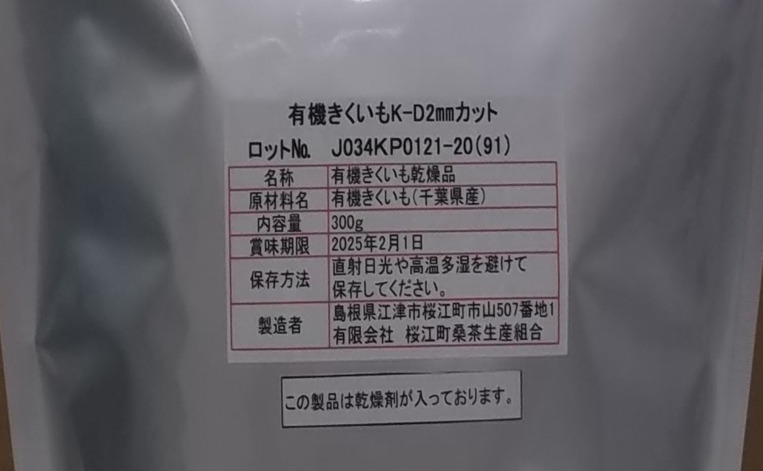 有機きくいもK-D2mmカット
ロット№　J034KP0121-20(91)
名称　有機きくいも乾燥品
原材料名　有機きくいも(千葉県産)
内容量　300g
賞味期限　2025年2月1日
保存方法　直射日光や高温多湿を避けて
保存してください。
製造者　島根県江津市桜江町市山507番地1
有限会社　桜江町桑茶生産組合
この製品は乾燥剤が入っております。